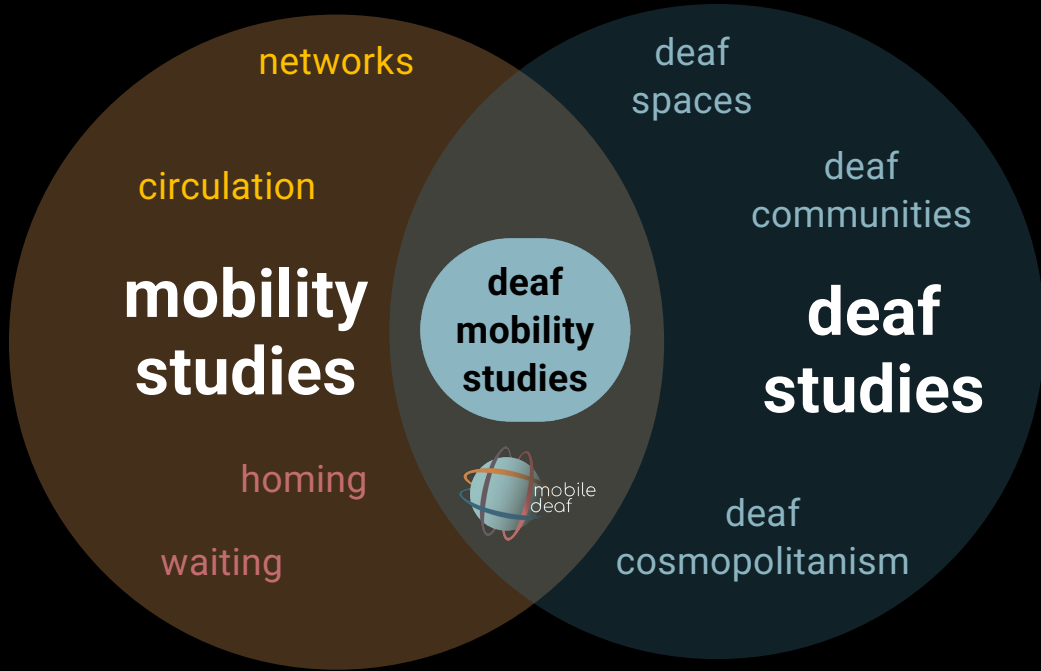 networks
circulation
mobility
studies
homing
waiting
deaf
mobility
studies
mobile
deaf
deaf
spaces
deaf
communities
deaf
studies
deaf
cosmopolitanism